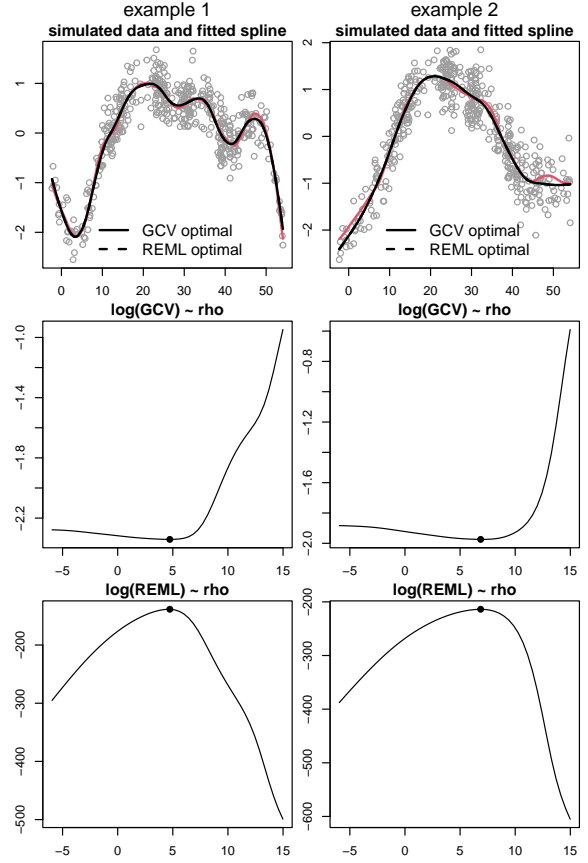 example 1
simulated data and fitted spline
1
0
−1
−2
GCV optimal
REML optimal
0 10 20 30 40 50
example 2
simulated data and fitted spline
2
1
0
−1
−2
GCV optimal
REML optimal
0 10 20 30 40 50
log(GCV) ~ rho
−1.0
−1.4
−1.8
−2.2
−5 0 5 10 15
log(GCV) ~ rho
−0.8
−1.2
−1.6
−2.0
−5 0 5 10 15
log(REML) ~ rho
−200
−300
−400
−500
−5 0 5 10 15
log(REML) ~ rho
−200
−300
−400
−500
−600
−5 0 5 10 15